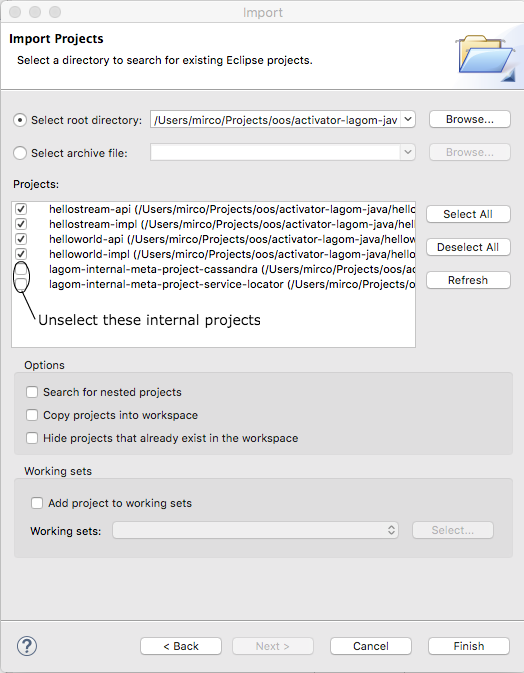 Import
Import Projects
Select a directory to search for existing Eclipse projects.
Select root directory: /Users/mirco/Projects/oos/activator-lagom-jav Browse...
Select archive file: Browse...
Projects:
hellostream-api (/Users/mirco/Projects/oos/activator-lagom-java/hello
hellostream-impl (/Users/mirco/Projects/oos/activator-lagom-java/hello
helloworld-api (/Users/mirco/Projects/oos/activator-lagom-java/hellow
helloworld-impl (/Users/mirco/Projects/oos/activator-lagom-java/hellow
lagom-internal-meta-project-cassandra (/Users/mirco/Projects/oos/ac
lagom-internal-meta-project-service-locator (/Users/mirco/Projects/o
Select All
Deselect All
Refresh
Unselect these internal projects
Options
Search for nested projects
Copy projects into workspace
Hide projects that already exist in the workspace
Working sets
Add project to working sets
Working sets: Select...
? < Back Next > Cancel Finish